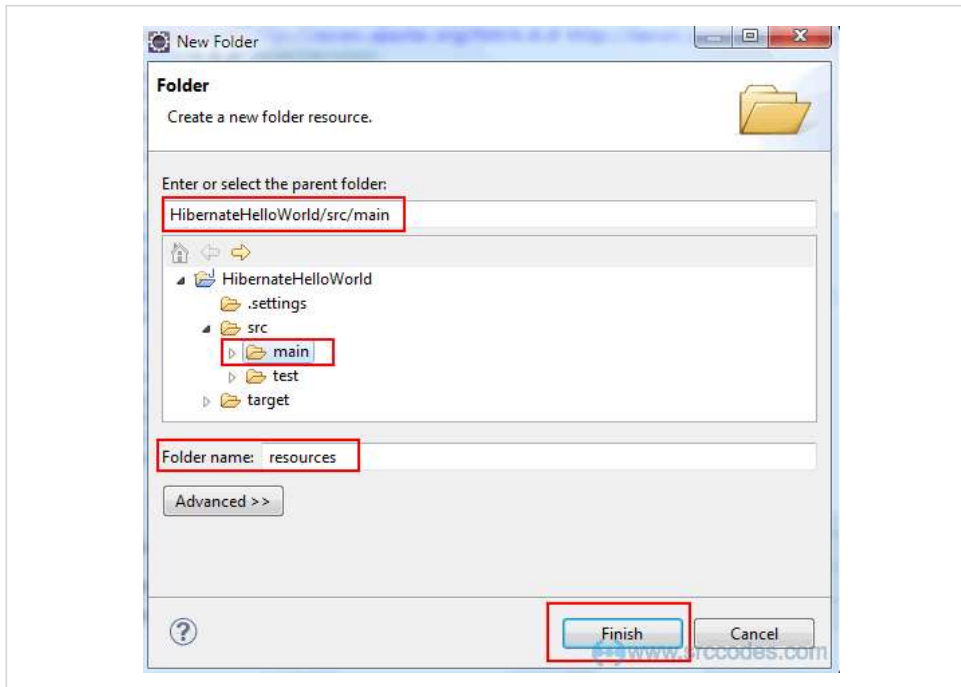 New Folder
Folder
Create a new folder resource.
Enter or select the parent folder:
HibernateHelloWorld/src/main
HibernateHelloWorld
.settings
src
main
test
target
Folder name: resources
Advanced >>
Finish Cancel
www.srccodes.com